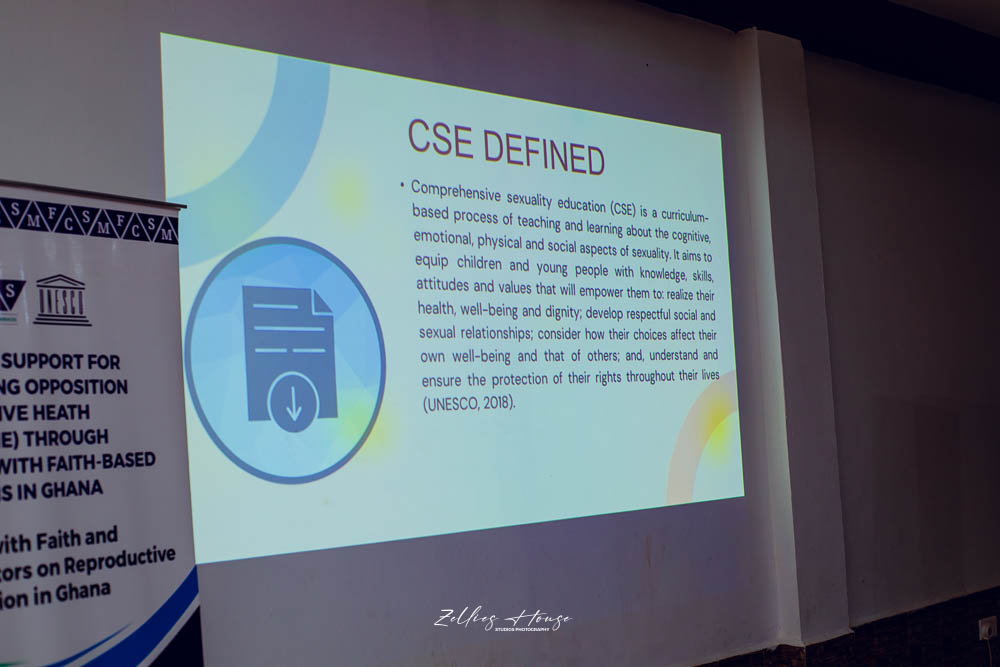 CSE DEFINED
• Comprehensive sexuality education (CSE) is a curriculum-
based process of teaching and learning about the cognitive,
emotional, physical and social aspects of sexuality. It aims to
equip children and young people with knowledge, skills,
attitudes and values that will empower them to: realize their
health, well-being and dignity; develop respectful social and
sexual relationships; consider how their choices affect their
own well-being and that of others; and, understand and
ensure the protection of their rights throughout their lives
(UNESCO, 2018).
S M F C S M F C S M
S
UNESCO
SUPPORT FOR
NG OPPOSITION
IVE HEATH
E) THROUGH
WITH FAITH-BASED
S IN GHANA
with Faith and
tors on Reproductive
ion in Ghana
Zellies House
STUDIOS PHOTOGRAPHY